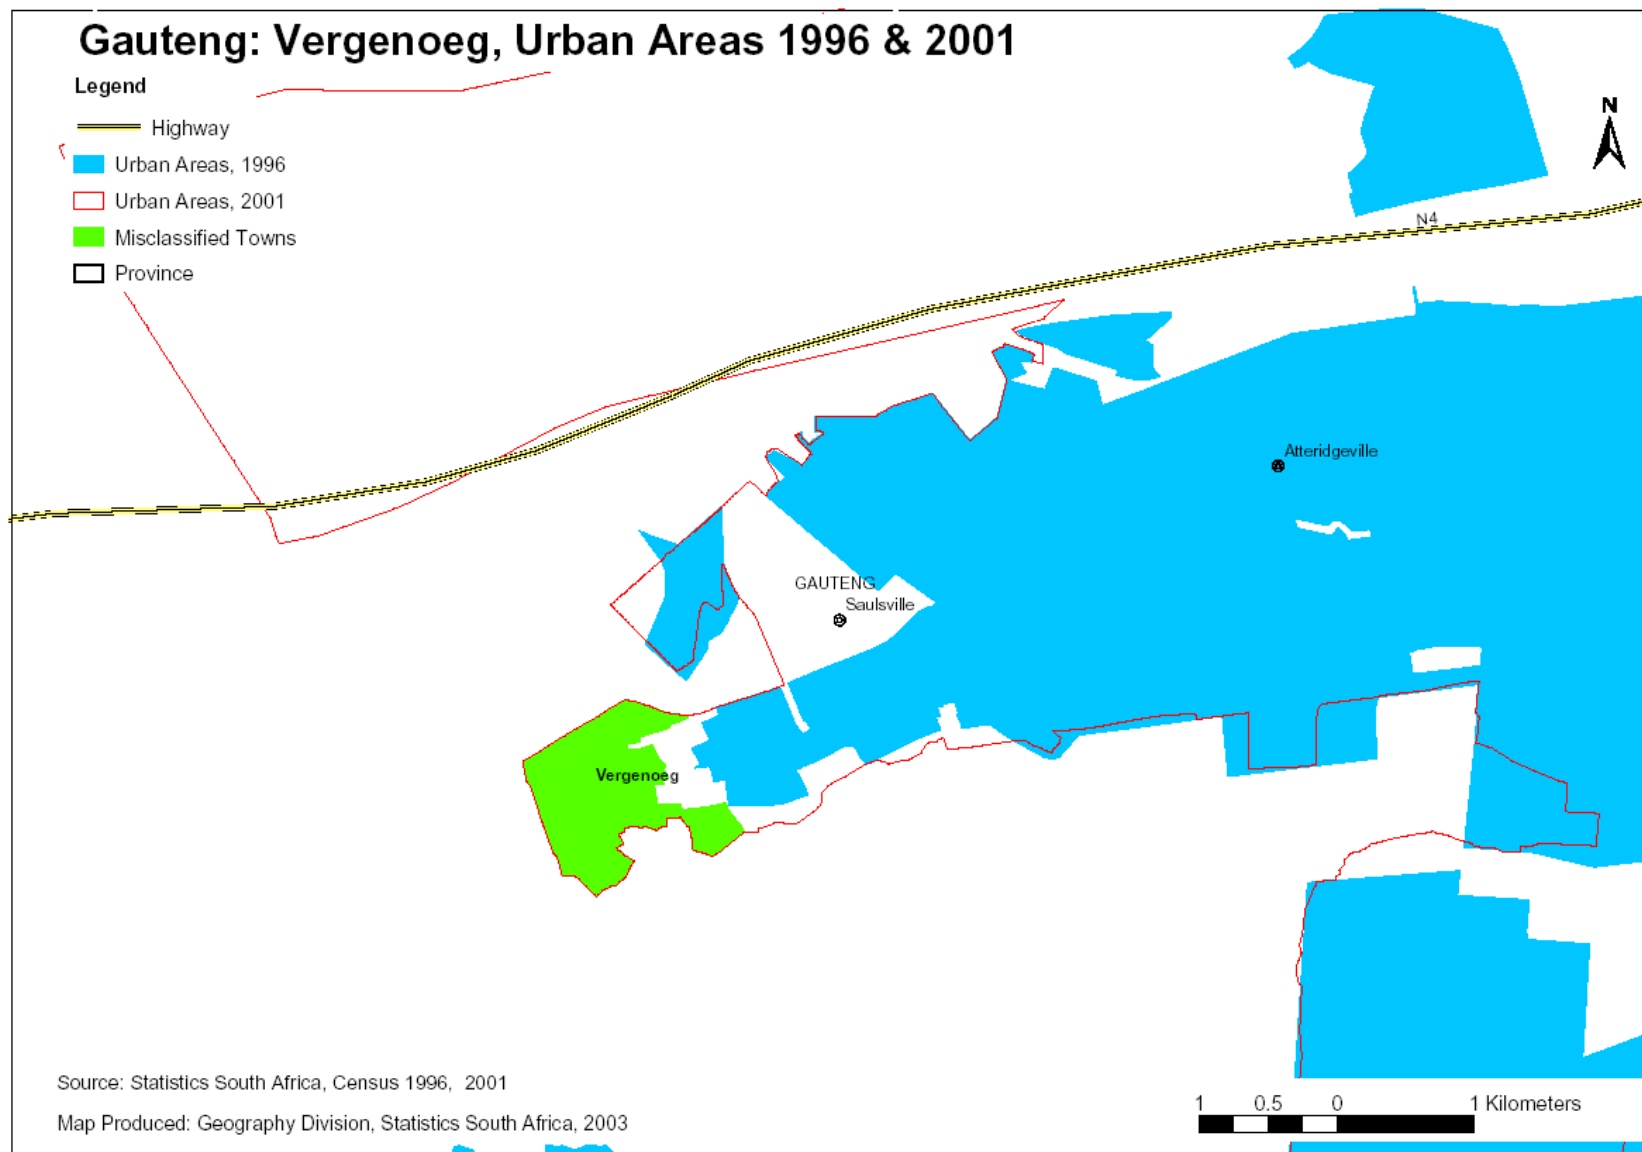 Gauteng: Vergenoeg, Urban Areas 1996 & 2001
Legend
Highway
Urban Areas, 1996
Urban Areas, 2001
Misclassified Towns
Province
N
N4
Atteridgeville
GAUTENG
Saulsville
Vergenoeg
Source: Statistics South Africa, Census 1996, 2001
Map Produced: Geography Division, Statistics South Africa, 2003
1 0.5 0 1 Kilometers